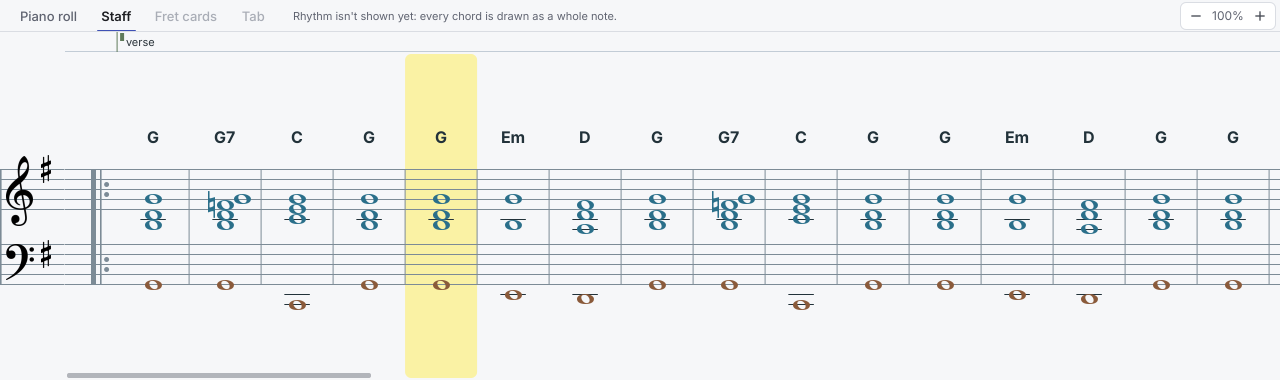 Piano roll Staff Fret cards Tab Rhythm isn't shown yet: every chord is drawn as a whole note. − 100% +
verse
G G7 C G G Em D G G7 C G G Em D G G